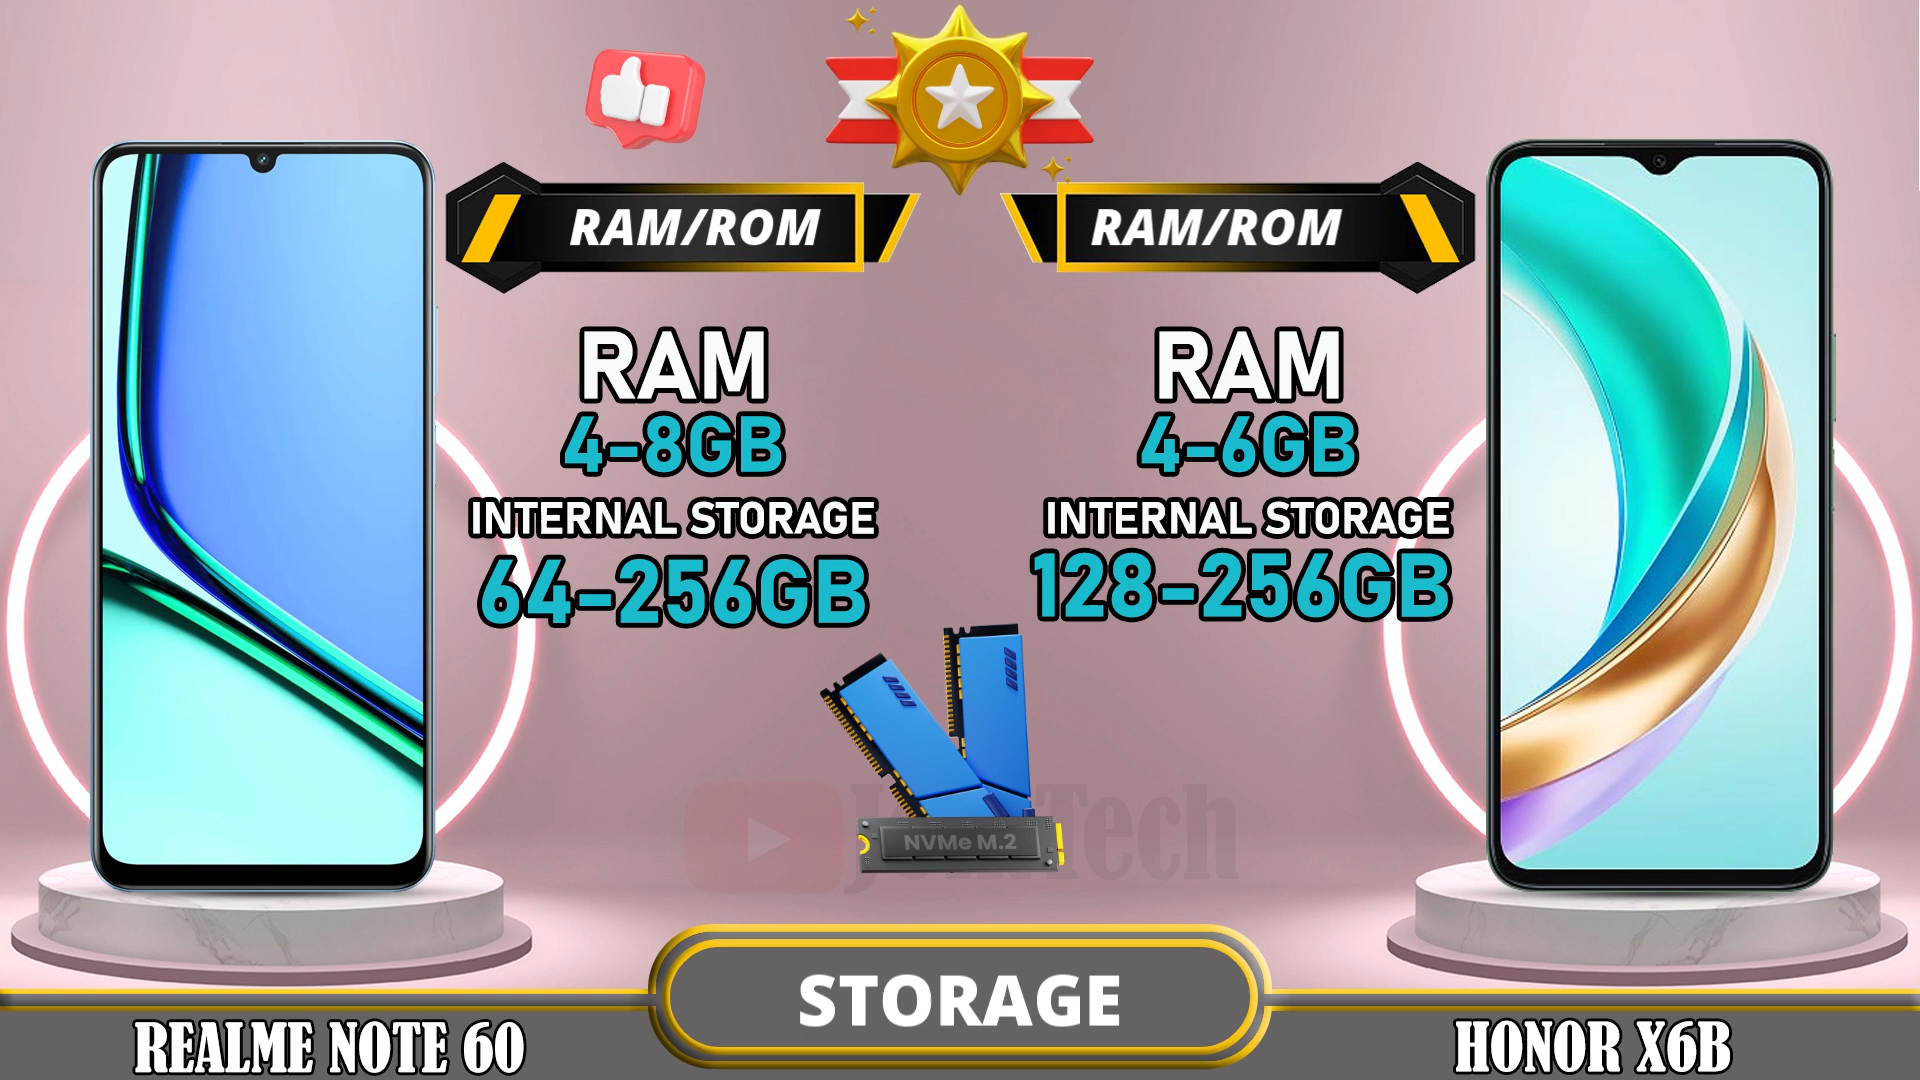 RAM/ROM
RAM/ROM
RAM
4-8GB
INTERNAL STORAGE
64-256GB
RAM
4-6GB
INTERNAL STORAGE
128-256GB
NVMe M.2
Tech
STORAGE
REALME NOTE 60
HONOR X6B